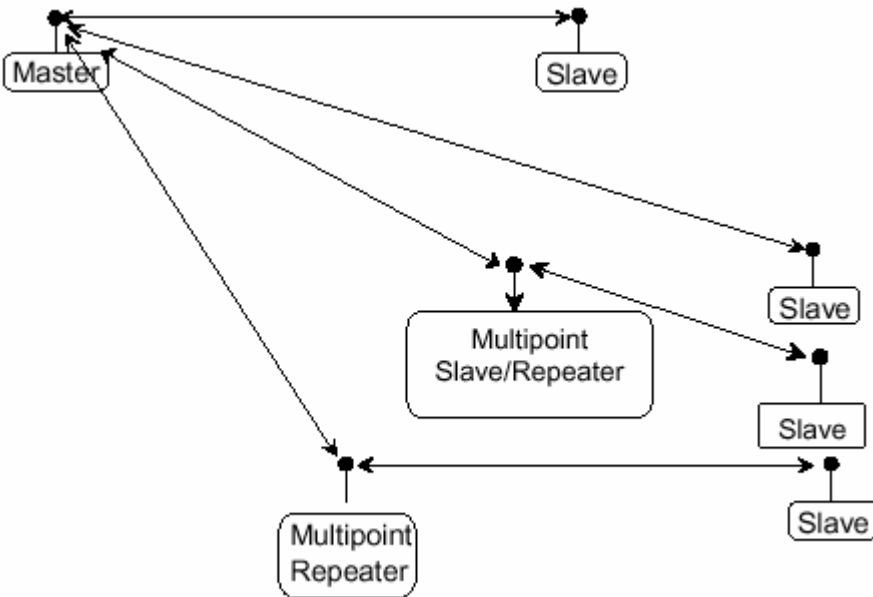 Master
Slave
Slave
Multipoint
Slave/Repeater
Slave
Slave
Multipoint
Repeater